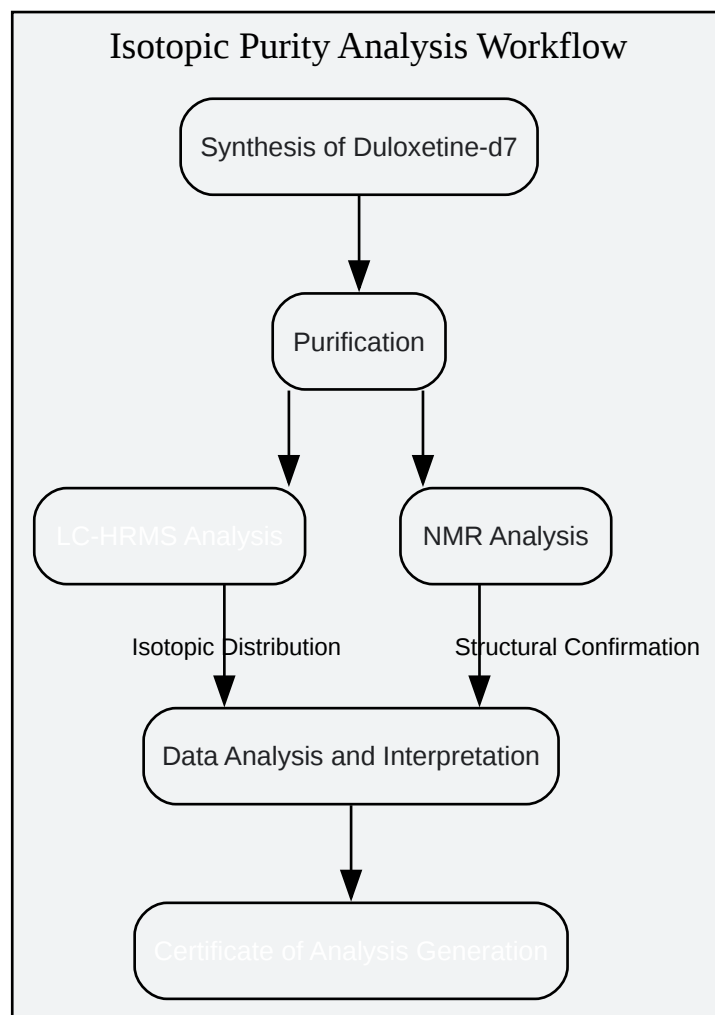 Isotopic Purity Analysis Workflow
Synthesis of Duloxetine-d7
Purification
LC-HRMS Analysis
NMR Analysis
Isotopic Distribution
Structural Confirmation
Data Analysis and Interpretation
Certificate of Analysis Generation